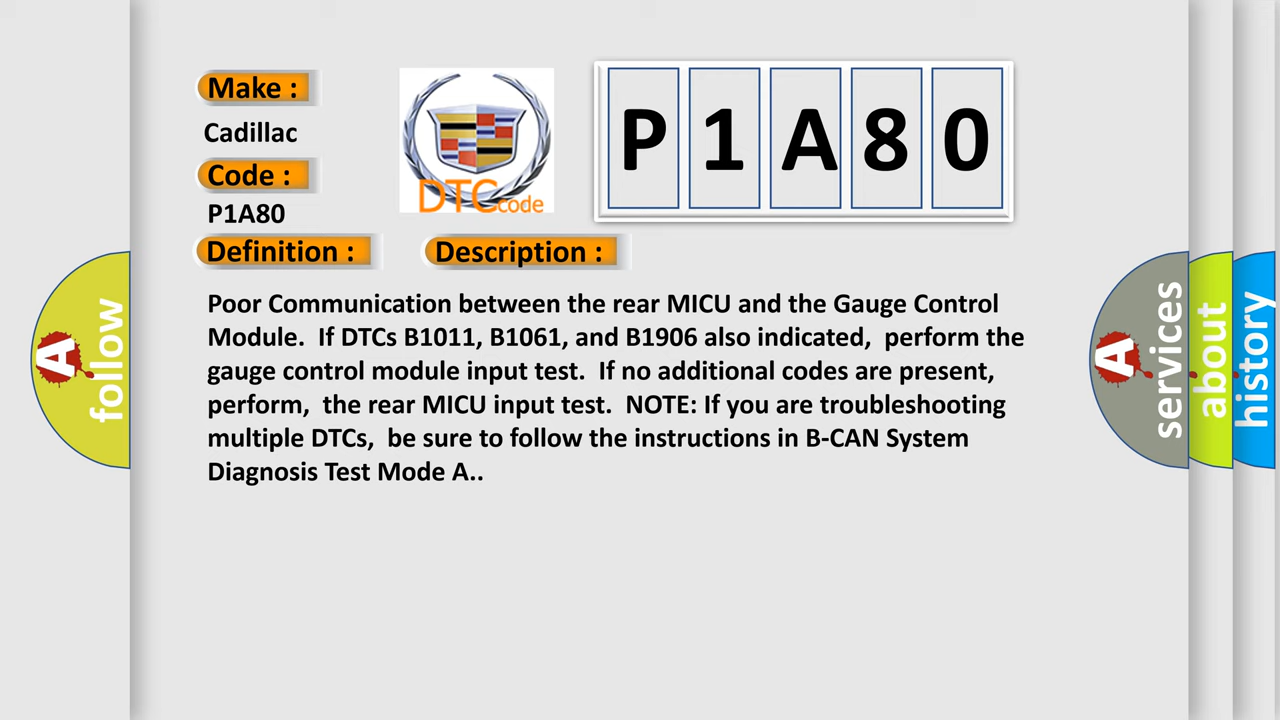 Make :
Cadillac
Code :
P1A80
Definition :
Description :
DTC code
P 1 A 8 0
Poor Communication between the rear MICU and the Gauge Control
Module.  If DTCs B1011, B1061, and B1906 also indicated,  perform the
gauge control module input test.  If no additional codes are present,
perform,  the rear MICU input test.  NOTE: If you are troubleshooting
multiple DTCs,  be sure to follow the instructions in B-CAN System
Diagnosis Test Mode A..
A follow
A services
about
history